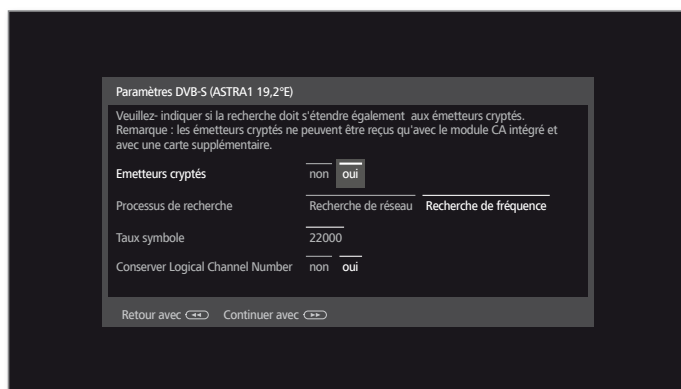 Paramètres DVB-S (ASTRA1 19,2°E)
Veuillez- indiquer si la recherche doit s'étendre également aux émetteurs cryptés.
Remarque : les émetteurs cryptés ne peuvent être reçus qu'avec le module CA intégré et
avec une carte supplémentaire.
Emetteurs cryptés non oui
Processus de recherche Recherche de réseau Recherche de fréquence
Taux symbole 22000
Conserver Logical Channel Number non oui
Retour avec Continuer avec